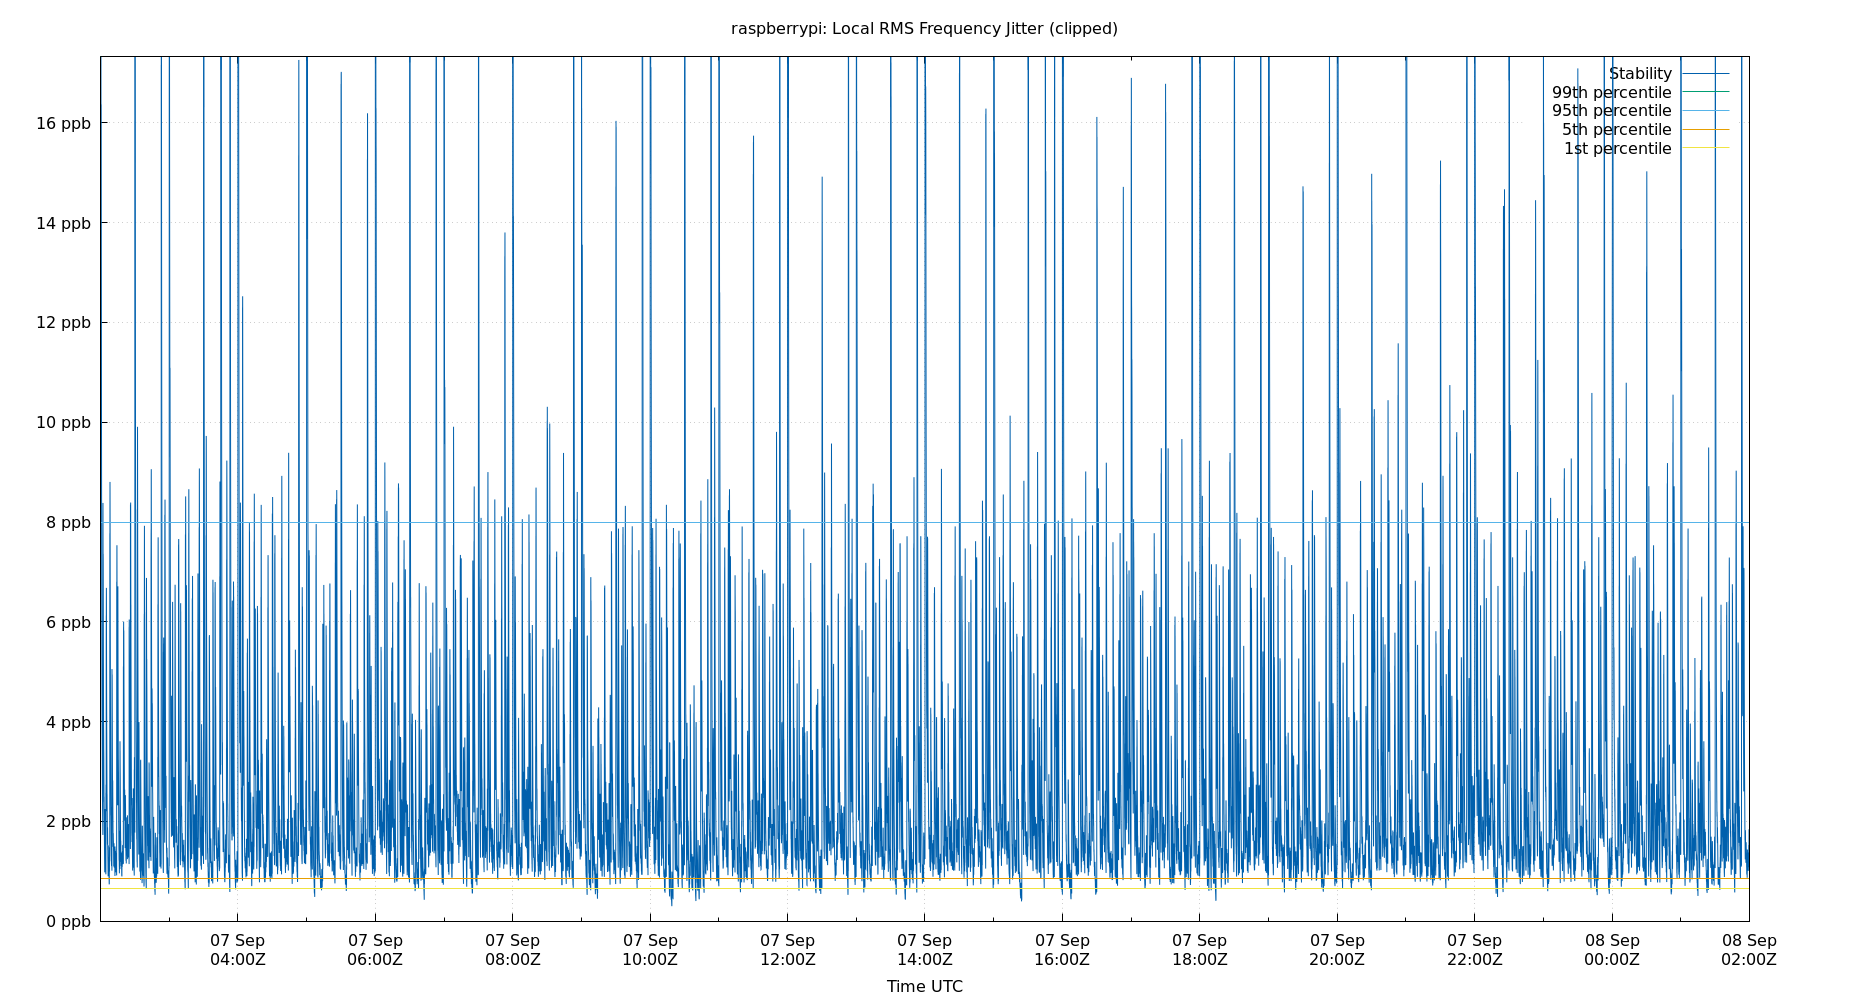 raspberrypi: Local RMS Frequency Jitter (clipped)
Stability
99th percentile
95th percentile
5th percentile
1st percentile
16 ppb
14 ppb
12 ppb
10 ppb
8 ppb
6 ppb
4 ppb
2 ppb
0 ppb
07 Sep 07 Sep 07 Sep 07 Sep 07 Sep 07 Sep 07 Sep 07 Sep 07 Sep 07 Sep 08 Sep 08 Sep
04:00Z 06:00Z 08:00Z 10:00Z 12:00Z 14:00Z 16:00Z 18:00Z 20:00Z 22:00Z 00:00Z 02:00Z
Time UTC